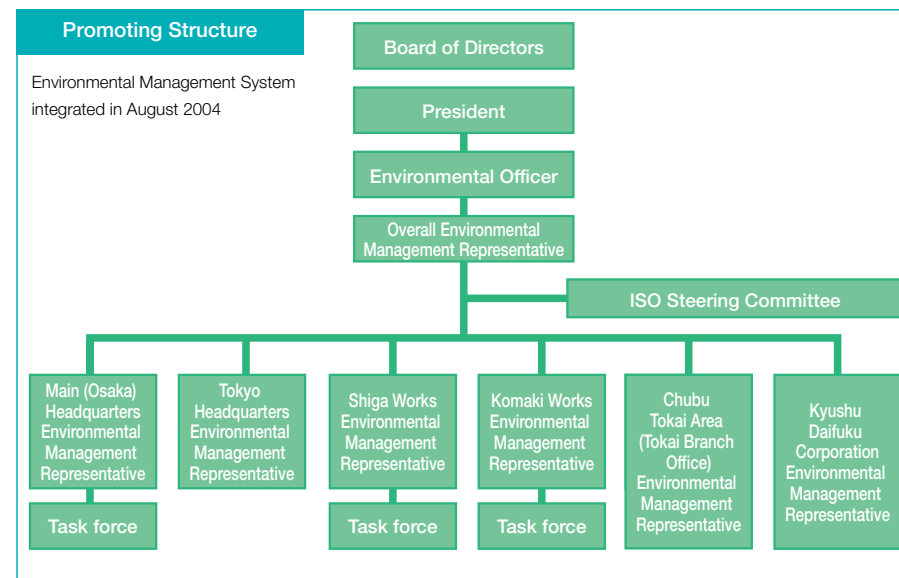 Promoting Structure
Environmental Management System
integrated in August 2004
Board of Directors
President
Environmental Officer
Overall Environmental
Management Representative
ISO Steering Committee
Main (Osaka)
Headquarters
Environmental
Management
Representative
Task force
Tokyo
Headquarters
Environmental
Management
Representative
Shiga Works
Environmental
Management
Representative
Task force
Komaki Works
Environmental
Management
Representative
Task force
Chubu
Tokai Area
(Tokai Branch
Office)
Environmental
Management
Representative
Kyushu
Daifuku
Corporation
Environmental
Management
Representative